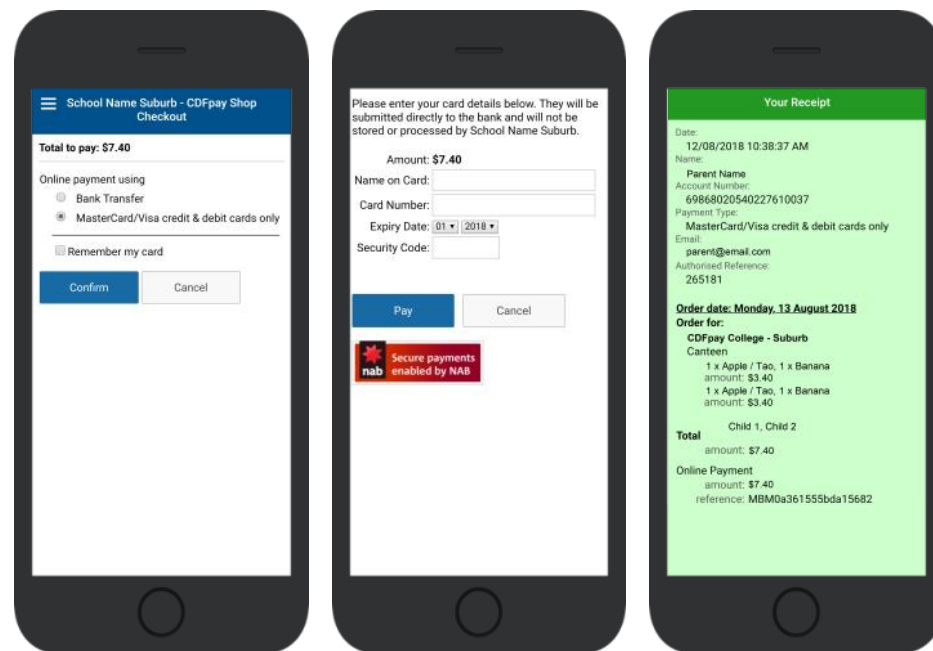 School Name Suburb - CDFpay Shop
Checkout
Total to pay: $7.40
Online payment using
Bank Transfer
MasterCard/Visa credit & debit cards only
Remember my card
Confirm
Cancel
Please enter your card details below. They will be
submitted directly to the bank and will not be
stored or processed by School Name Suburb.
Amount: $7.40
Name on Card:
Card Number:
Expiry Date: 01 2018
Security Code:
Pay
Cancel
nab
Secure payments
enabled by NAB
Your Receipt
Date:
12/08/2018 10:38:37 AM
Name:
Parent Name
Account Number:
69868020540227610037
Payment Type:
MasterCard/Visa credit & debit cards only
Email:
parent@email.com
Authorised Reference:
265181
Order date: Monday, 13 August 2018
Order for:
CDFpay College - Suburb
Canteen
1 x Apple / Tao, 1 x Banana
amount: $3.40
1 x Apple / Tao, 1 x Banana
amount: $3.40
Child 1, Child 2
Total
amount: $7.40
Online Payment
amount: $7.40
reference: MBM0a361555bda15682